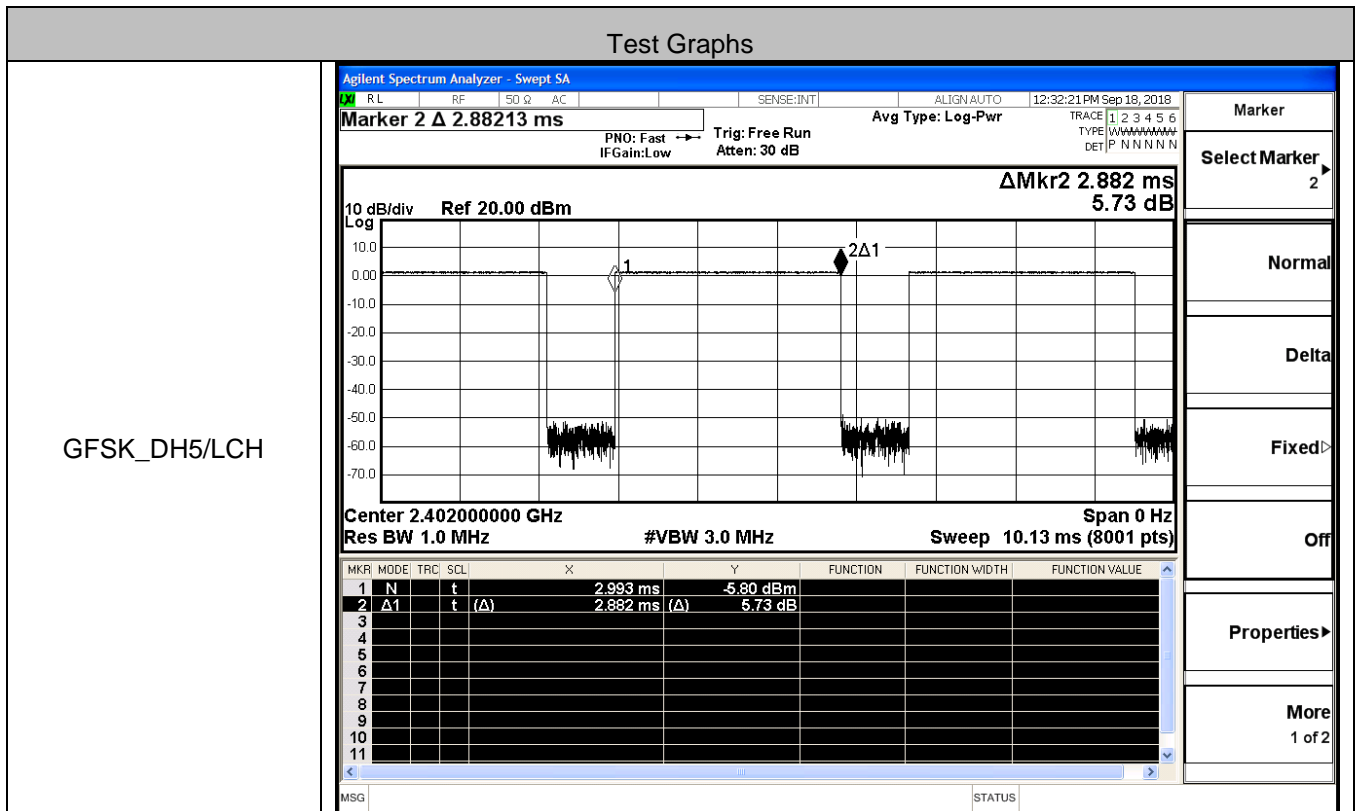 Test Graphs
GFSK_DH5/LCH
Agilent Spectrum Analyzer - Swept SA
LXI RL RF 50 Ω AC SENSE:INT ALIGN AUTO 12:32:21 PM Sep 18, 2018
Marker 2 Δ 2.88213 ms
PNO: Fast
IFGain:Low
Trig: Free Run
Atten: 30 dB
Avg Type: Log-Pwr
TRACE 1 2 3 4 5 6
TYPE WWWWWW
DET P N N N N N
ΔMkr2 2.882 ms
5.73 dB
10 dB/div Ref 20.00 dBm
Log
10.0
0.00
-10.0
-20.0
-30.0
-40.0
-50.0
-60.0
-70.0
1
2Δ1
Center 2.402000000 GHz Span 0 Hz
Res BW 1.0 MHz #VBW 3.0 MHz Sweep 10.13 ms (8001 pts)
MKR MODE TRC SCL X Y FUNCTION FUNCTION WIDTH FUNCTION VALUE
1 N t 2.993 ms -5.80 dBm
2 Δ1 t (Δ) 2.882 ms (Δ) 5.73 dB
3
4
5
6
7
8
9
10
11
MSG STATUS
Marker
Select Marker
2
Normal
Delta
Fixed
Off
Properties
More
1 of 2